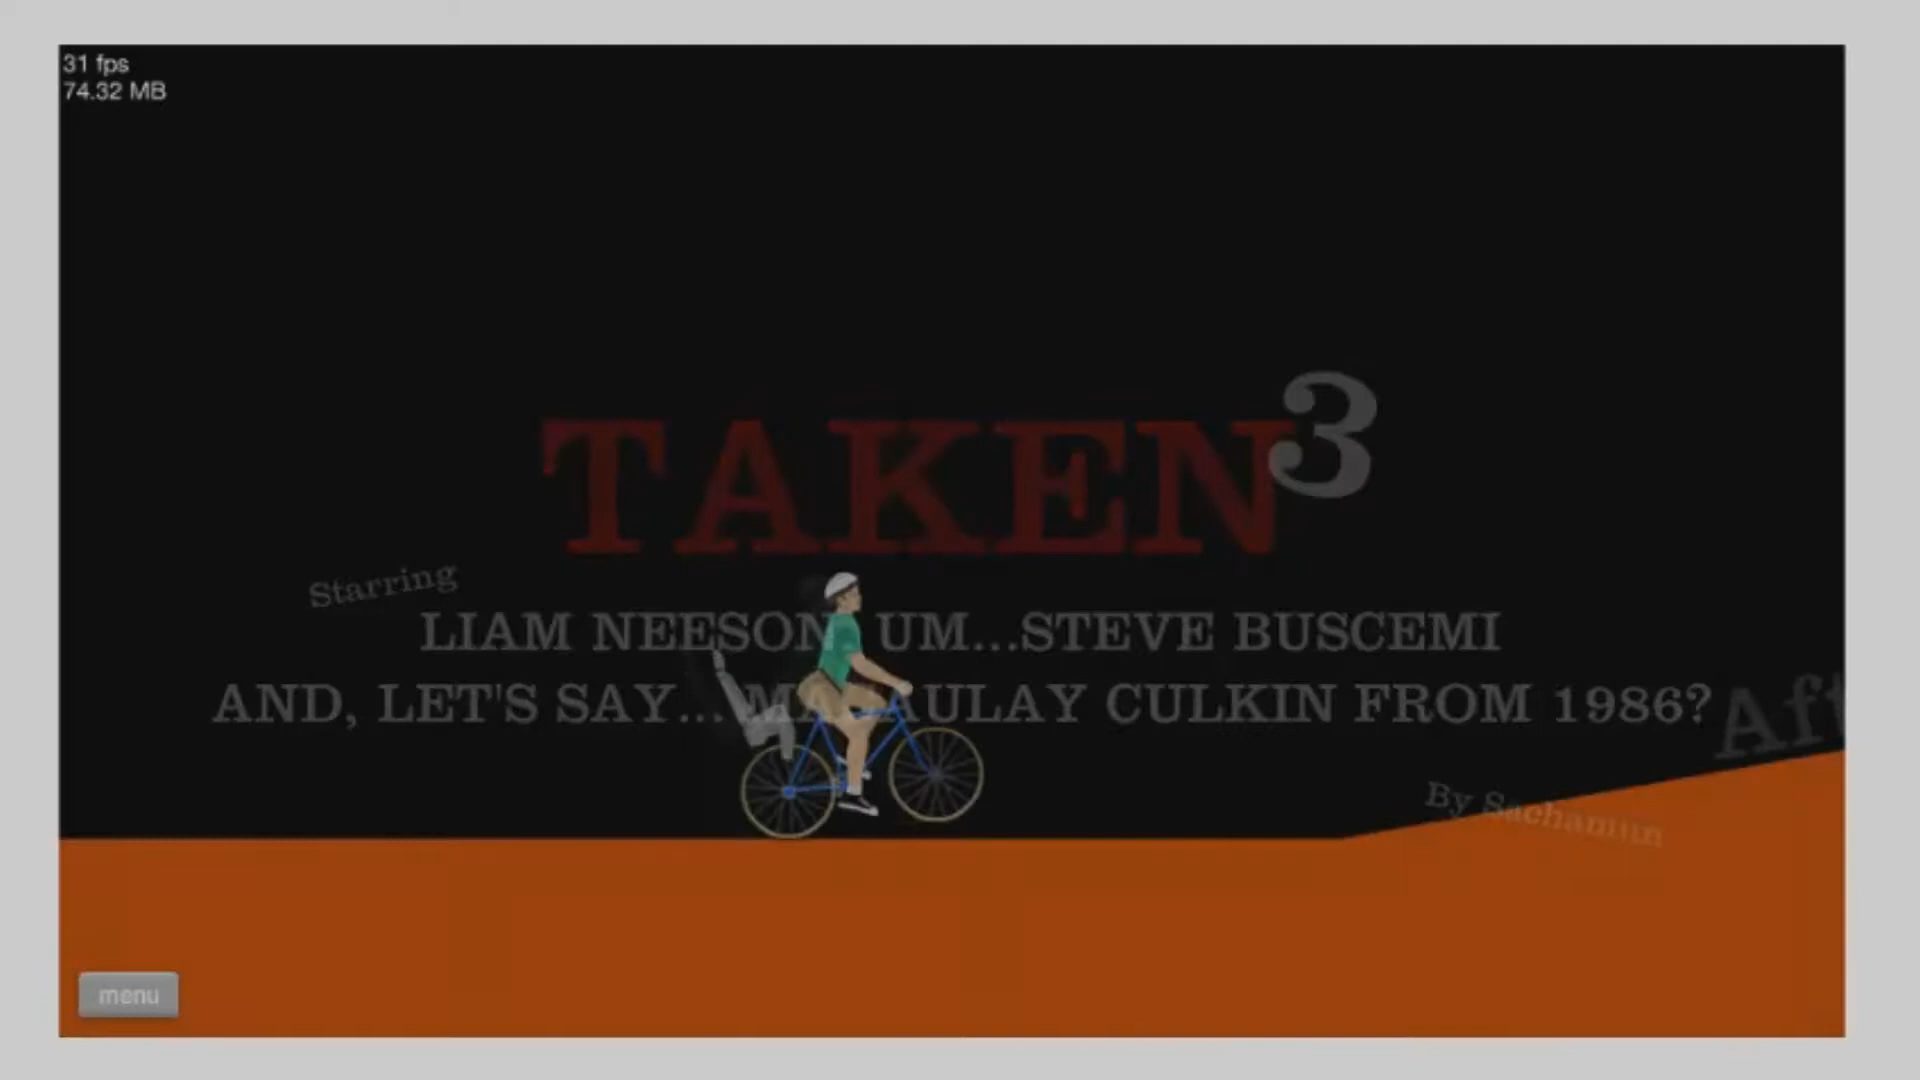 31 fps
74.32 MB
TAKEN3
Starring
LIAM NEESON, UM...STEVE BUSCEMI
AND, LET'S SAY... CULKIN FROM 1986?
By Sachamun
menu